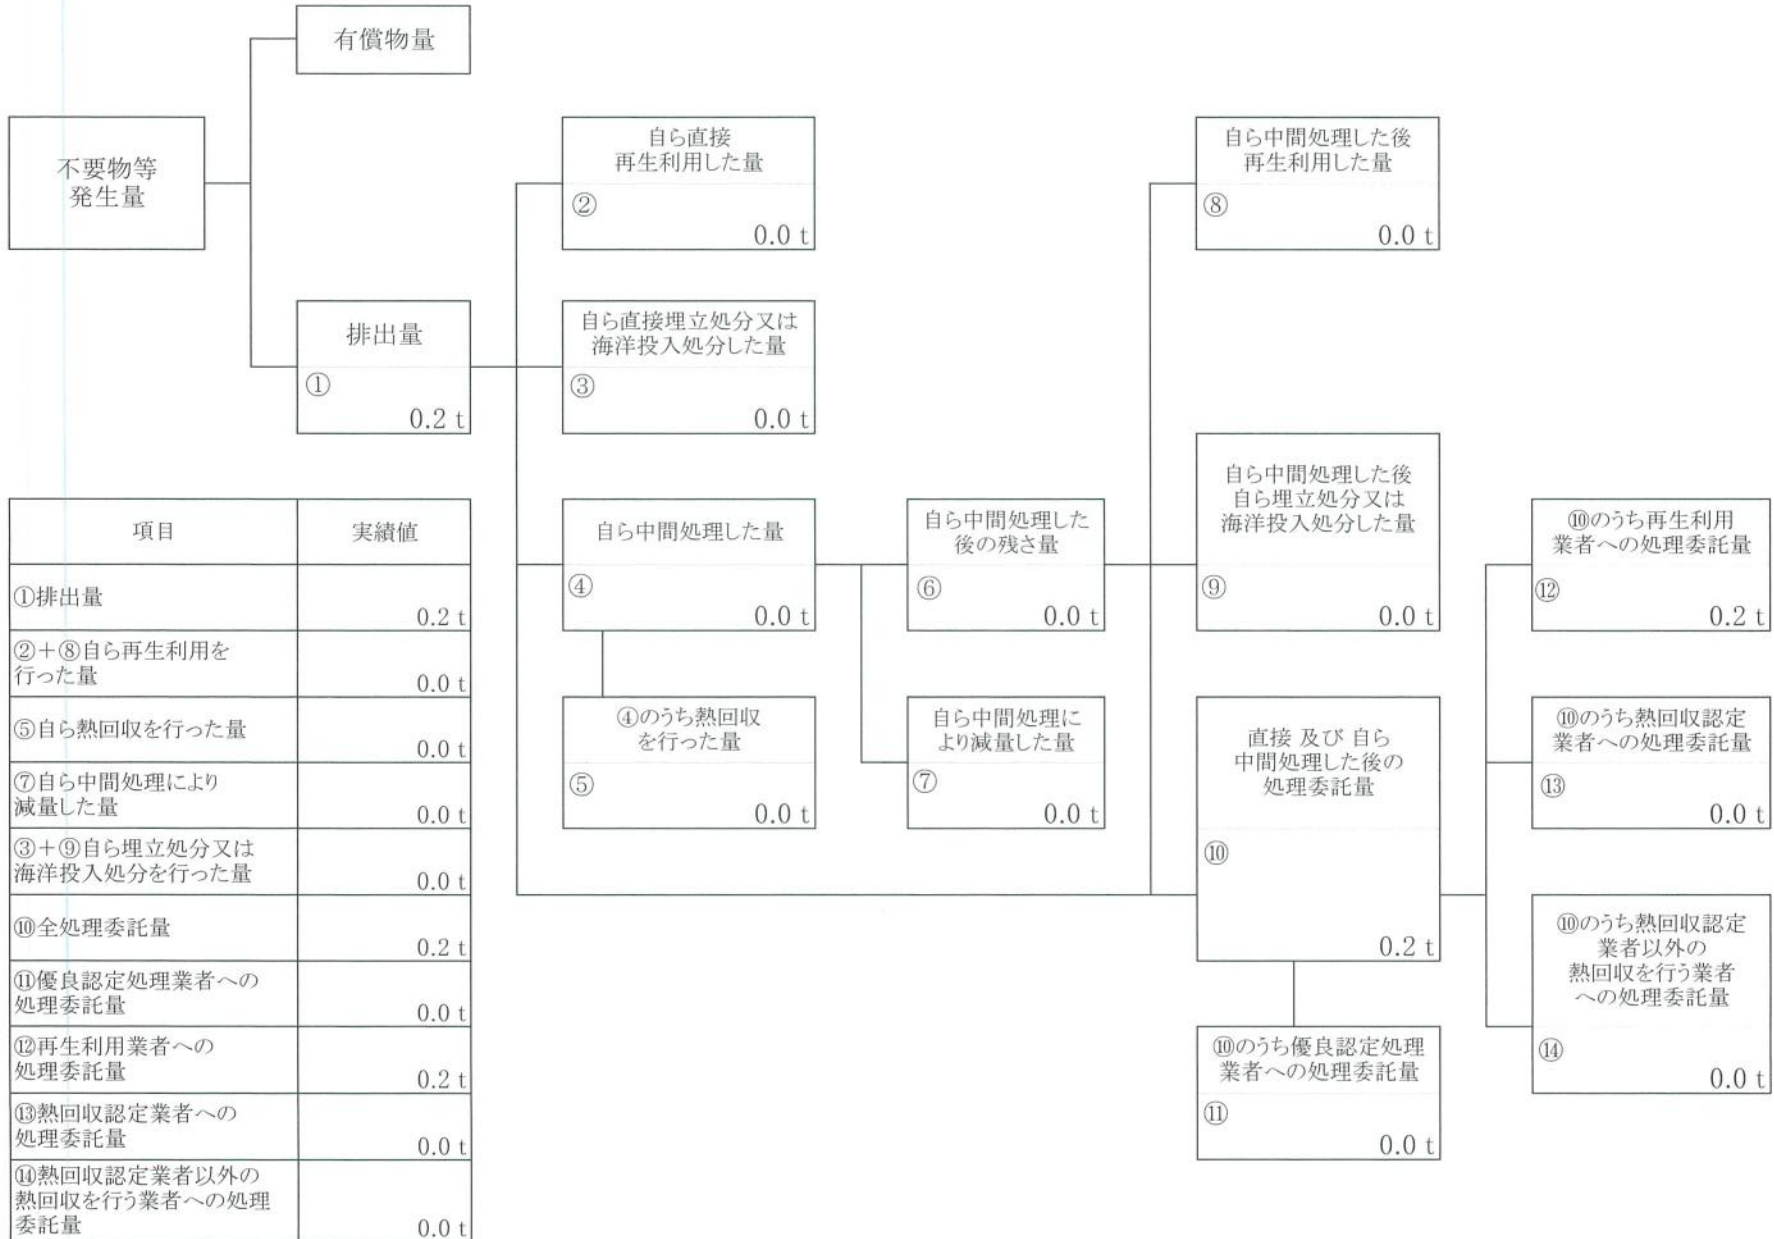 有償物量
不要物等
発生量
自ら直接
再生利用した量
②
0.0 t
自ら中間処理した後
再生利用した量
⑧
0.0 t
排出量
①
0.2 t
自ら直接埋立処分又は
海洋投入処分した量
③
0.0 t
自ら中間処理した量
④
0.0 t
自ら中間処理した
後の残さ量
⑥
0.0 t
自ら中間処理した後
自ら埋立処分又は
海洋投入処分した量
⑨
0.0 t
⑩のうち再生利用
業者への処理委託量
⑫
0.2 t
④のうち熱回収
を行った量
⑤
0.0 t
自ら中間処理に
より減量した量
⑦
0.0 t
直接 及び 自ら
中間処理した後の
処理委託量
⑩
0.2 t
⑩のうち熱回収認定
業者への処理委託量
⑬
0.0 t
⑩のうち熱回収認定
業者以外の
熱回収を行う業者
への処理委託量
⑭
0.0 t
⑩のうち優良認定処理
業者への処理委託量
⑪
0.0 t
項目 実績値
①排出量
0.2 t
②+⑧自ら再生利用を
行った量
0.0 t
⑤自ら熱回収を行った量
0.0 t
⑦自ら中間処理により
減量した量
0.0 t
③+⑨自ら埋立処分又は
海洋投入処分を行った量
0.0 t
⑩全処理委託量
0.2 t
⑪優良認定処理業者への
処理委託量
0.0 t
⑫再生利用業者への
処理委託量
0.2 t
⑬熱回収認定業者への
処理委託量
0.0 t
⑭熱回収認定業者以外の
熱回収を行う業者への処理
委託量
0.0 t